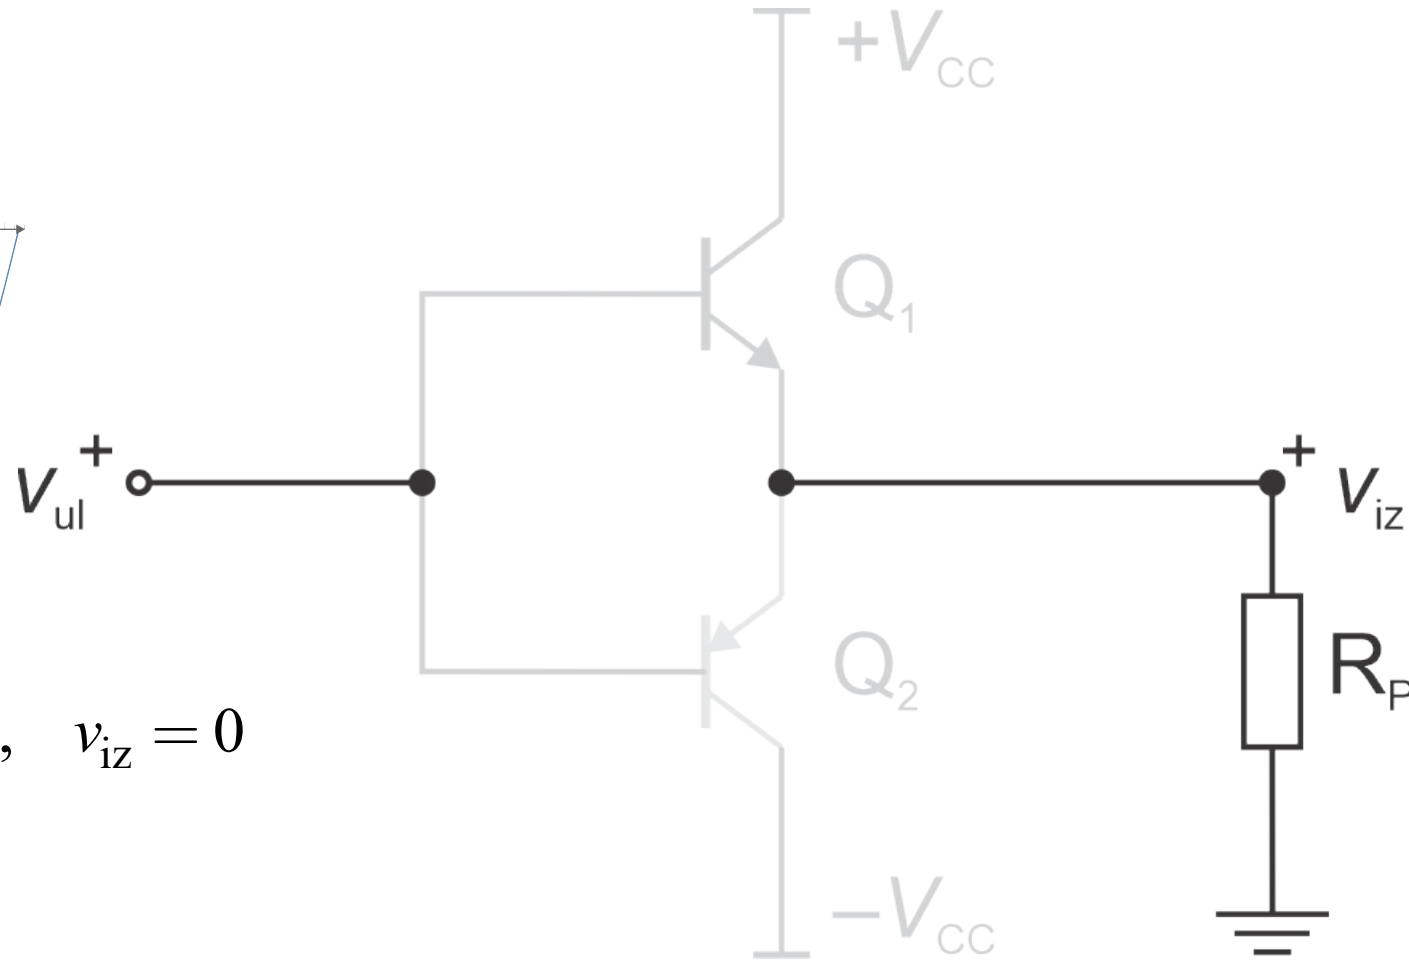 +V_CC
Q_1
+
v_ul
+
v_iz
Q_2
R_P
, v_iz = 0
−V_CC